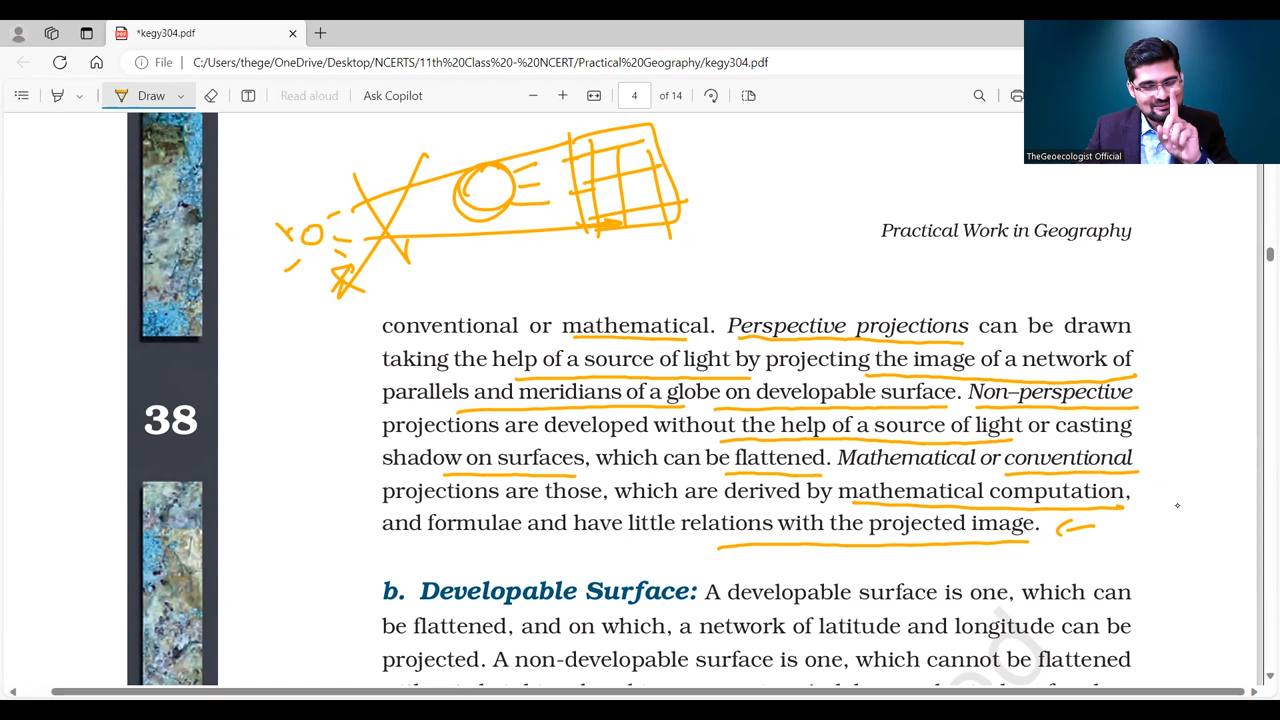 *kegy304.pdf
File
C:/Users/thege/OneDrive/Desktop/NCERTS/11th%20Class%20-%20NCERT/Practical%20Geography/kegy304.pdf
Draw
Read aloud
Ask Copilot
4 of 14
TheGeoecologist Official
Practical Work in Geography
38
conventional or mathematical. Perspective projections can be drawn
taking the help of a source of light by projecting the image of a network of
parallels and meridians of a globe on developable surface. Non–perspective
projections are developed without the help of a source of light or casting
shadow on surfaces, which can be flattened. Mathematical or conventional
projections are those, which are derived by mathematical computation,
and formulae and have little relations with the projected image.
b. Developable Surface: A developable surface is one, which can
be flattened, and on which, a network of latitude and longitude can be
projected. A non-developable surface is one, which cannot be flattened